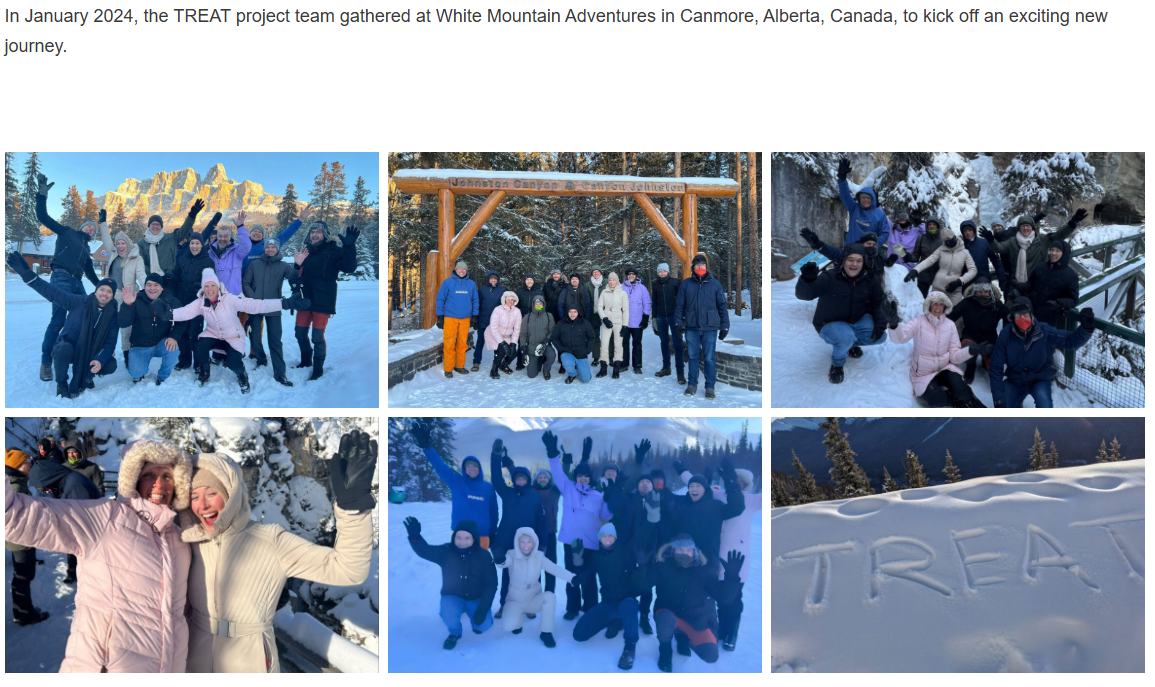 In January 2024, the TREAT project team gathered at White Mountain Adventures in Canmore, Alberta, Canada, to kick off an exciting new
journey.
Johnston Canyon Canyon Johnston
TREAT